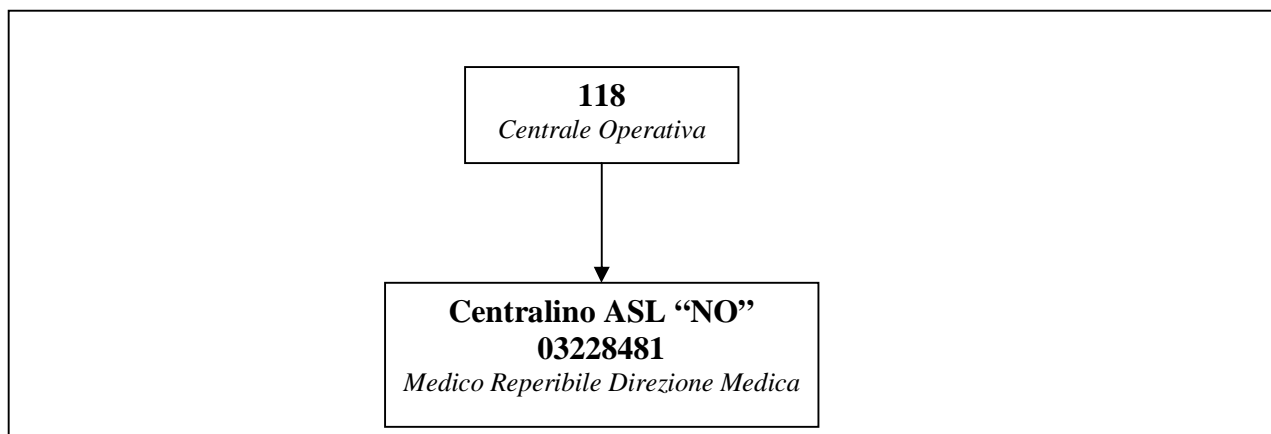 118
Centrale Operativa
Centralino ASL “NO”
03228481
Medico Reperibile Direzione Medica